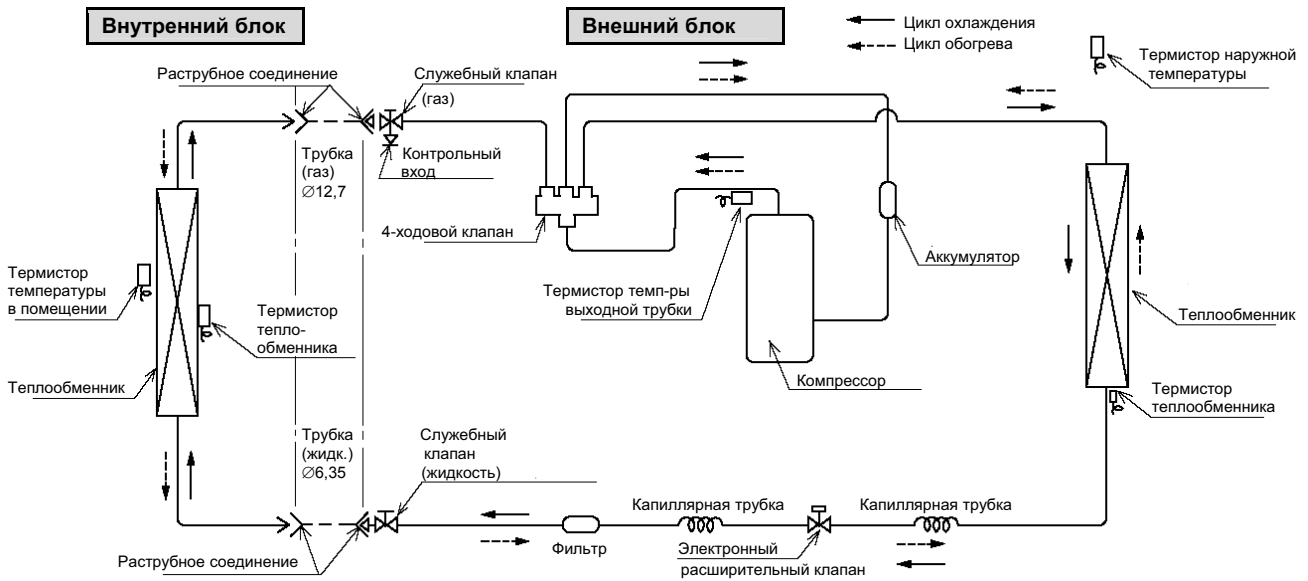 Внутренний блок
Внешний блок
Цикл охлаждения
Цикл обогрева
Термистор наружной
температуры
Раструбное соединение
Служебный клапан
(газ)
Трубка
(газ)
∅12,7
Контрольный
вход
4-ходовой клапан
Аккумулятор
Термистор
температуры
в помещении
Термистор
тепло-
обменника
Термистор темп-ры
выходной трубки
Теплообменник
Теплообменник
Компрессор
Термистор
теплообменника
Трубка
(жидк.)
∅6,35
Служебный
клапан
(жидкость)
Капиллярная трубка
Капиллярная трубка
Раструбное соединение
Фильтр
Электронный
расширительный клапан